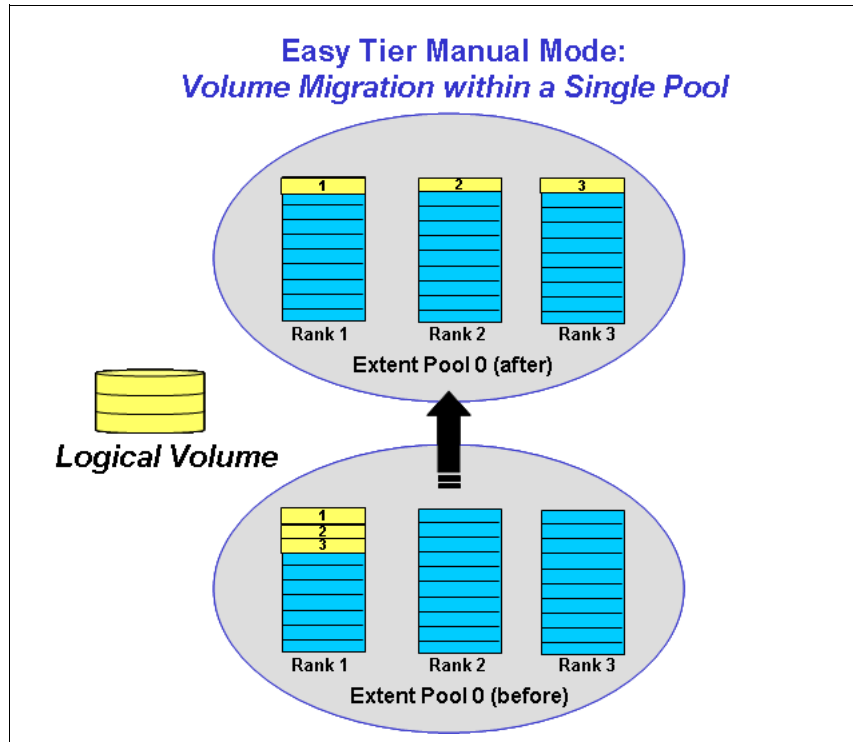 Easy Tier Manual Mode:
Volume Migration within a Single Pool
1 2 3
Rank 1 Rank 2 Rank 3
Extent Pool 0 (after)
Logical Volume
1
2
3
Rank 1 Rank 2 Rank 3
Extent Pool 0 (before)